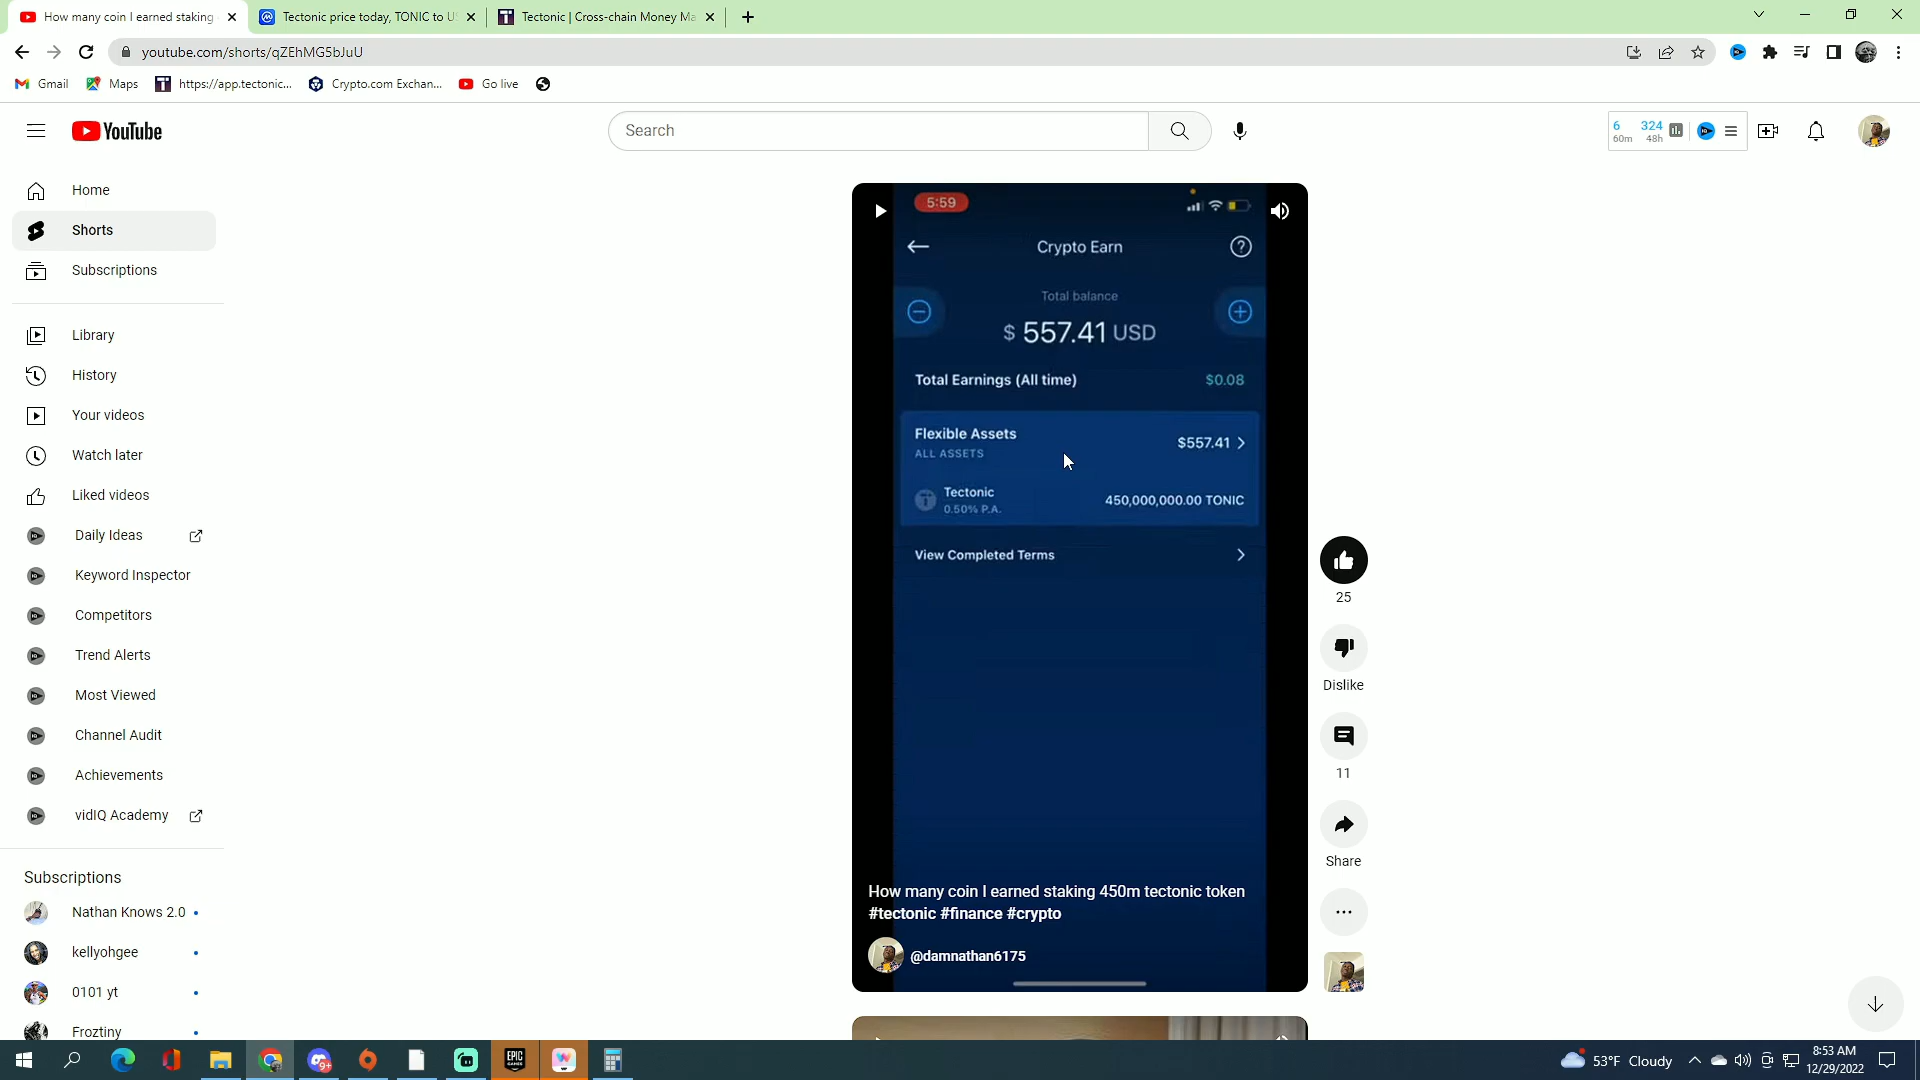 How many coin I earned staking
Tectonic price today, TONIC to U
Tectonic | Cross-chain Money Ma
youtube.com/shorts/qZEhMG5bJuU
Gmail
Maps
https://app.tectonic...
Crypto.com Exchan...
Go live
YouTube
Search
6
60m
324
48h
Home
Shorts
Subscriptions
Library
History
Your videos
Watch later
Liked videos
Daily Ideas
Keyword Inspector
Competitors
Trend Alerts
Most Viewed
Channel Audit
Achievements
vidIQ Academy
Subscriptions
Nathan Knows 2.0
kellyohgee
0101 yt
Froztiny
5:59
Crypto Earn
Total balance
$ 557.41 USD
Total Earnings (All time) $0.08
Flexible Assets
ALL ASSETS
$557.41
Tectonic
0.50% P.A.
450,000,000.00 TONIC
View Completed Terms
How many coin I earned staking 450m tectonic token
#tectonic #finance #crypto
@damnathan6175
25
Dislike
11
Share
9+
EPIC
GAMES
53°F Cloudy
8:53 AM
12/29/2022